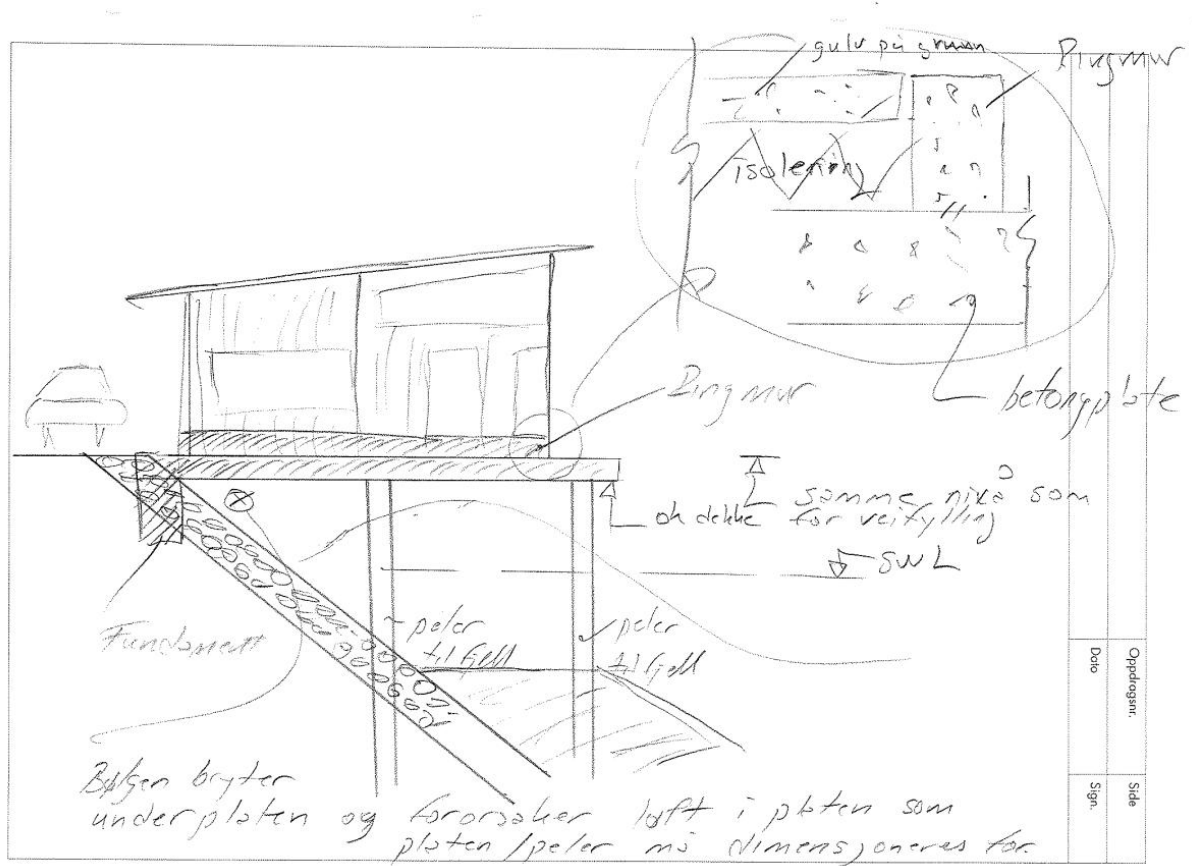 gulv på grunn
Ringmur
isolering
betongplate
Ringmur
samme nivå som
ok dekke for veifylling
SWL
Fundament
peler
til fjell
peler
til fjell
Bølgen bryter
under platen og forårsaker løft i platen som
platen/peler må dimensjoneres for.
Oppdragsnr.
Side
Dato
Sign.